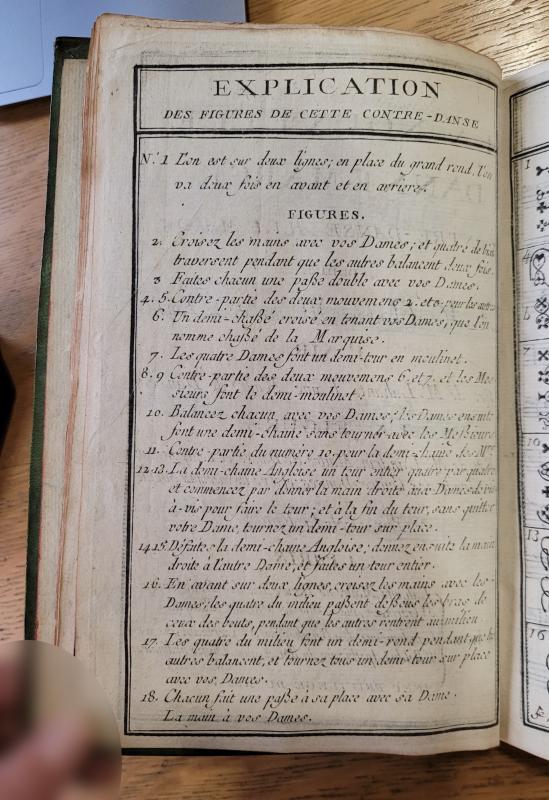 EXPLICATION
DES FIGURES DE CETTE CONTRE-DANSE
N.º 1 L'on est sur deux lignes; en place du grand rond, l'on
va deux fois en avant et en arriere.
FIGURES.
2. Croisez les mains avec vos Dames; et quatre de
traversent pendant que les autres balancent deux fois.
3 Faites chacun une paße double avec vos Dames.
4. 5. Contre-partie des deux mouvemens 2. et 3. pour les autres
6. Un demi-chaßé croisé en tenant vos Dames, que l'on
nomme chaßé de la Marquise.
7. Les quatre Dames font un demi-tour en moulinet.
8. 9 Contre-partie des deux mouvemens 6. et 7. et les Mes-
sieurs font le demi-moulinet.
10. Balancez chacun, avec vos Dames; les Dames ensuite
font une demi-chaine sans tourner avec les Meßieurs
11. Contre-partie du numéro 10. pour la demi-chaine des M.rs
12-13. La demi-chaine Angloise un tour entier quatre par quatre
et commencez par donner la main droite aux Dames de vis-
à-vis pour faire le tour; et à la fin du tour, sans quitter
votre Dame, tournez un demi-tour sur place.
14 15. Défaites la demi-chaine Angloise; donnez ensuite la main
droite à l'autre Dame, et faites un tour entier.
16. En avant sur deux lignes, croisez les mains avec les
Dames; les quatre du milieu paßent deßous les bras de
ceux des bouts, pendant que les autres rentrent au milieu.
17. Les quatre du milieu font un demi-rond pendant que les
autres balancent, et tournez tous un demi-tour sur place
avec vos Dames.
18. Chacun fait une paße à sa place avec sa Dame.
La main à vos Dames.
1
4
7
10
13
16